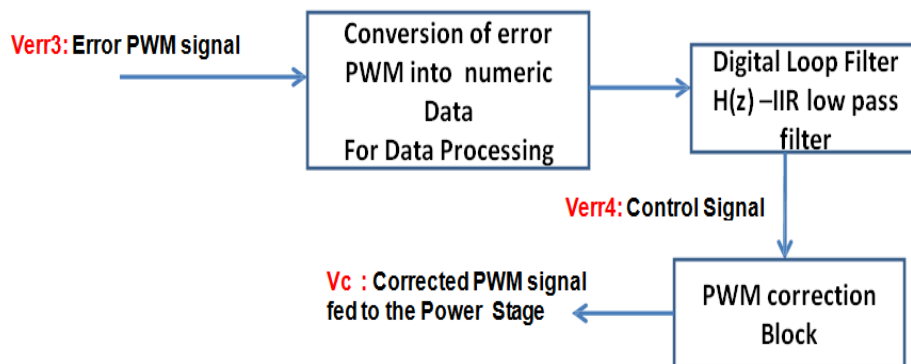 Verr3: Error PWM signal
Conversion of error
PWM into numeric
Data
For Data Processing
Digital Loop Filter
H(z) –IIR low pass
filter
Verr4: Control Signal
Vc : Corrected PWM signal
fed to the Power Stage
PWM correction
Block